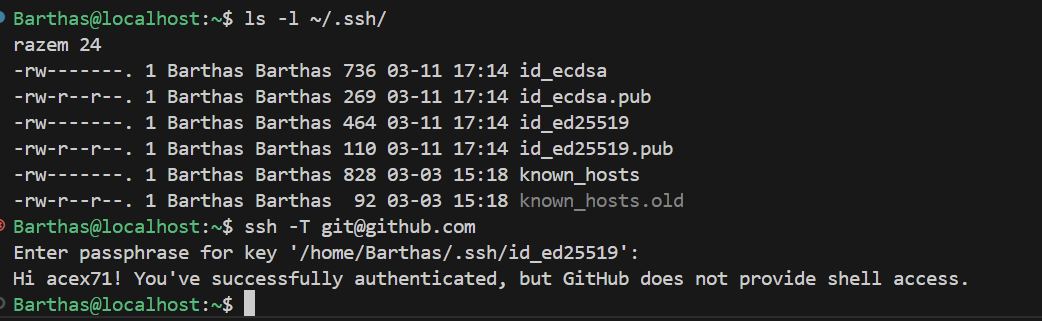 Barthas@localhost:~$ ls -l ~/.ssh/
razem 24
-rw-------. 1 Barthas Barthas 736 03-11 17:14 id_ecdsa
-rw-r--r--. 1 Barthas Barthas 269 03-11 17:14 id_ecdsa.pub
-rw-------. 1 Barthas Barthas 464 03-11 17:14 id_ed25519
-rw-r--r--. 1 Barthas Barthas 110 03-11 17:14 id_ed25519.pub
-rw-------. 1 Barthas Barthas 828 03-03 15:18 known_hosts
-rw-r--r--. 1 Barthas Barthas  92 03-03 15:18 known_hosts.old
Barthas@localhost:~$ ssh -T git@github.com
Enter passphrase for key '/home/Barthas/.ssh/id_ed25519':
Hi acex71! You've successfully authenticated, but GitHub does not provide shell access.
Barthas@localhost:~$